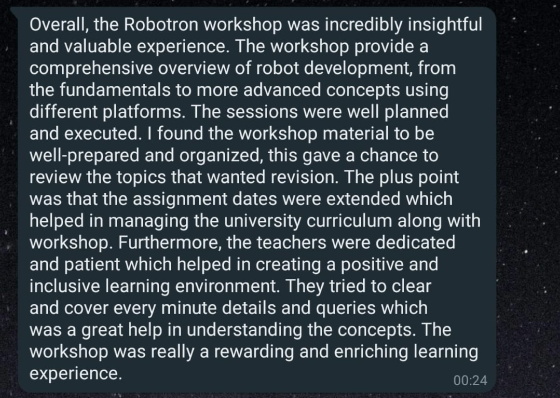 Overall, the Robotron workshop was incredibly insightful
and valuable experience. The workshop provide a
comprehensive overview of robot development, from
the fundamentals to more advanced concepts using
different platforms. The sessions were well planned
and executed. I found the workshop material to be
well-prepared and organized, this gave a chance to
review the topics that wanted revision. The plus point
was that the assignment dates were extended which
helped in managing the university curriculum along with
workshop. Furthermore, the teachers were dedicated
and patient which helped in creating a positive and
inclusive learning environment. They tried to clear
and cover every minute details and queries which
was a great help in understanding the concepts. The
workshop was really a rewarding and enriching learning
experience.
00:24